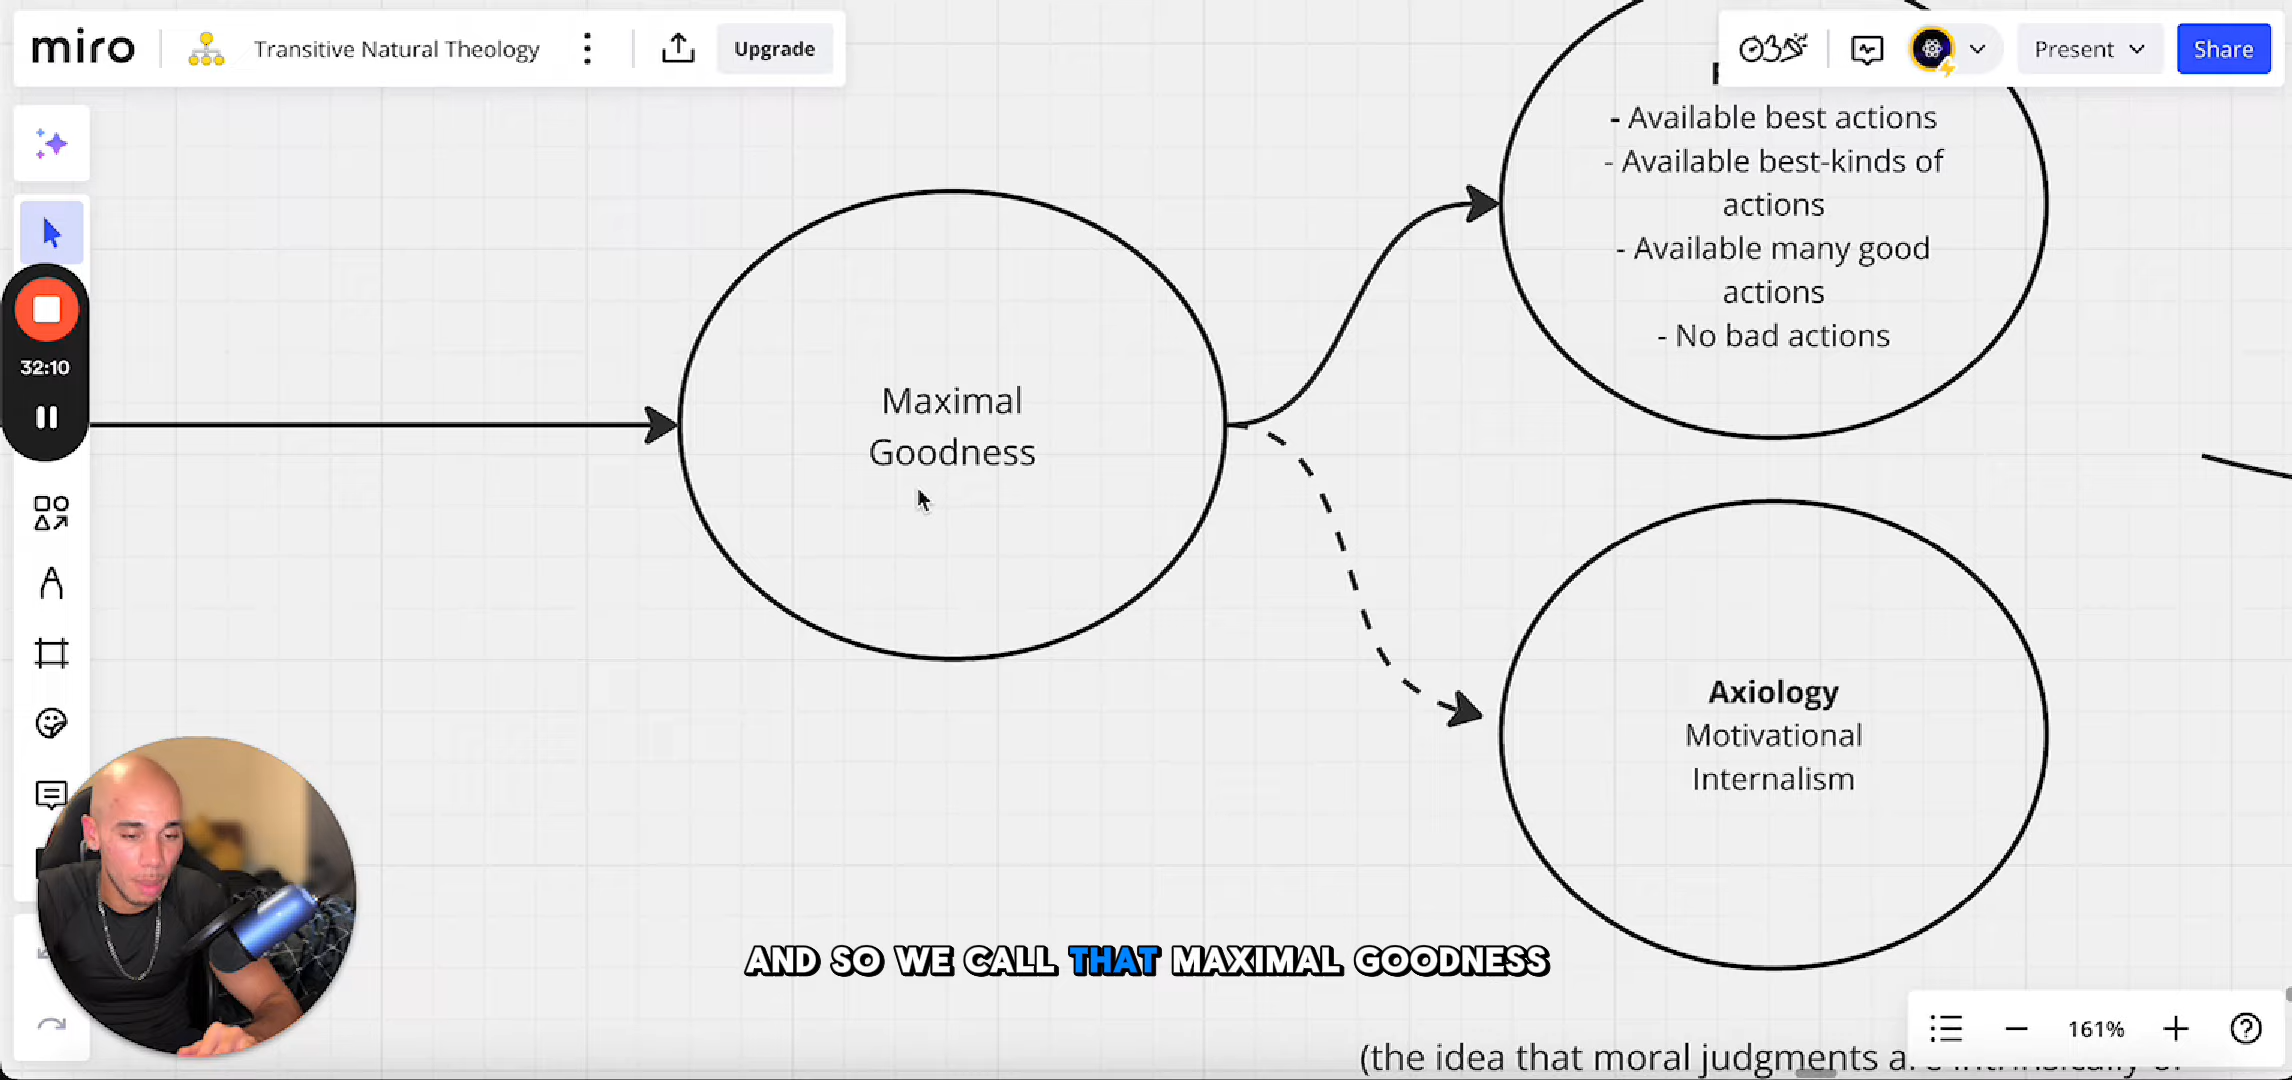 miro
Transitive Natural Theology
Upgrade
Present
Share
- Available best actions
- Available best-kinds of
actions
- Available many good
actions
- No bad actions
32:10
Maximal
Goodness
Axiology
Motivational
Internalism
AND SO WE CALL THAT MAXIMAL GOODNESS
161%
(the idea that moral judgments are intrinsically